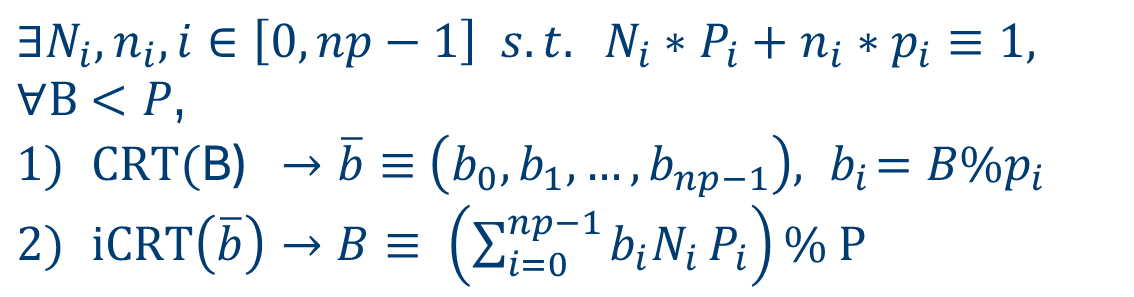 ∃N_i, n_i, i ∈ [0, np − 1] s.t. N_i * P_i + n_i * p_i ≡ 1,
∀B < P,
1) CRT(B) → b̅ ≡ (b_0, b_1, … , b_{np−1}), b_i = B%p_i
2) iCRT(b̅) → B ≡ (∑_{i=0}^{np−1} b_i N_i P_i) % P